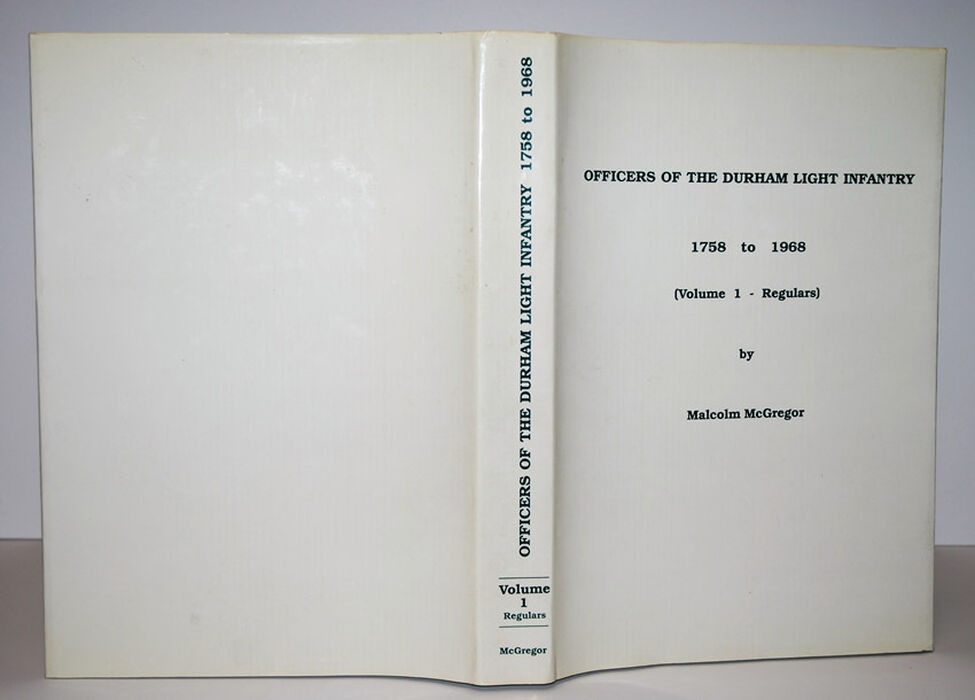 OFFICERS OF THE DURHAM LIGHT INFANTRY 1758 to 1968
Volume
1
Regulars
McGregor
OFFICERS OF THE DURHAM LIGHT INFANTRY
1758 to 1968
(Volume 1 - Regulars)
by
Malcolm McGregor